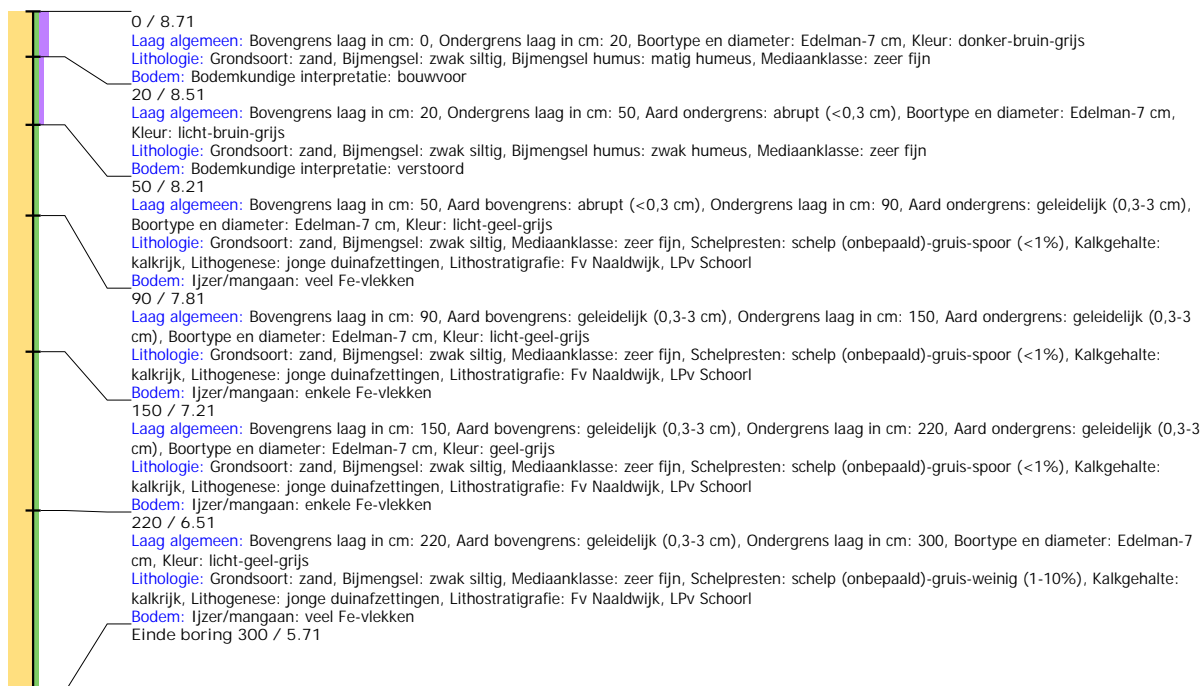 0 / 8.71
Laag algemeen: Bovengrens laag in cm: 0, Ondergrens laag in cm: 20, Boortype en diameter: Edelman-7 cm, Kleur: donker-bruin-grijs
Lithologie: Grondsoort: zand, Bijmengsel: zwak siltig, Bijmengsel humus: matig humeus, Mediaanklasse: zeer fijn
Bodem: Bodemkundige interpretatie: bouwvoor
20 / 8.51
Laag algemeen: Bovengrens laag in cm: 20, Ondergrens laag in cm: 50, Aard ondergrens: abrupt (<0,3 cm), Boortype en diameter: Edelman-7 cm,
Kleur: licht-bruin-grijs
Lithologie: Grondsoort: zand, Bijmengsel: zwak siltig, Bijmengsel humus: zwak humeus, Mediaanklasse: zeer fijn
Bodem: Bodemkundige interpretatie: verstoord
50 / 8.21
Laag algemeen: Bovengrens laag in cm: 50, Aard bovengrens: abrupt (<0,3 cm), Ondergrens laag in cm: 90, Aard ondergrens: geleidelijk (0,3-3 cm),
Boortype en diameter: Edelman-7 cm, Kleur: licht-geel-grijs
Lithologie: Grondsoort: zand, Bijmengsel: zwak siltig, Mediaanklasse: zeer fijn, Schelpresten: schelp (onbepaald)-gruis-spoor (<1%), Kalkgehalte:
kalkrijk, Lithogenese: jonge duinafzettingen, Lithostratigrafie: Fv Naaldwijk, LPv Schoorl
Bodem: Ijzer/mangaan: veel Fe-vlekken
90 / 7.81
Laag algemeen: Bovengrens laag in cm: 90, Aard bovengrens: geleidelijk (0,3-3 cm), Ondergrens laag in cm: 150, Aard ondergrens: geleidelijk (0,3-3
cm), Boortype en diameter: Edelman-7 cm, Kleur: licht-geel-grijs
Lithologie: Grondsoort: zand, Bijmengsel: zwak siltig, Mediaanklasse: zeer fijn, Schelpresten: schelp (onbepaald)-gruis-spoor (<1%), Kalkgehalte:
kalkrijk, Lithogenese: jonge duinafzettingen, Lithostratigrafie: Fv Naaldwijk, LPv Schoorl
Bodem: Ijzer/mangaan: enkele Fe-vlekken
150 / 7.21
Laag algemeen: Bovengrens laag in cm: 150, Aard bovengrens: geleidelijk (0,3-3 cm), Ondergrens laag in cm: 220, Aard ondergrens: geleidelijk (0,3-3
cm), Boortype en diameter: Edelman-7 cm, Kleur: geel-grijs
Lithologie: Grondsoort: zand, Bijmengsel: zwak siltig, Mediaanklasse: zeer fijn, Schelpresten: schelp (onbepaald)-gruis-spoor (<1%), Kalkgehalte:
kalkrijk, Lithogenese: jonge duinafzettingen, Lithostratigrafie: Fv Naaldwijk, LPv Schoorl
Bodem: Ijzer/mangaan: enkele Fe-vlekken
220 / 6.51
Laag algemeen: Bovengrens laag in cm: 220, Aard bovengrens: geleidelijk (0,3-3 cm), Ondergrens laag in cm: 300, Boortype en diameter: Edelman-7
cm, Kleur: licht-geel-grijs
Lithologie: Grondsoort: zand, Bijmengsel: zwak siltig, Mediaanklasse: zeer fijn, Schelpresten: schelp (onbepaald)-gruis-weinig (1-10%), Kalkgehalte:
kalkrijk, Lithogenese: jonge duinafzettingen, Lithostratigrafie: Fv Naaldwijk, LPv Schoorl
Bodem: Ijzer/mangaan: veel Fe-vlekken
Einde boring 300 / 5.71